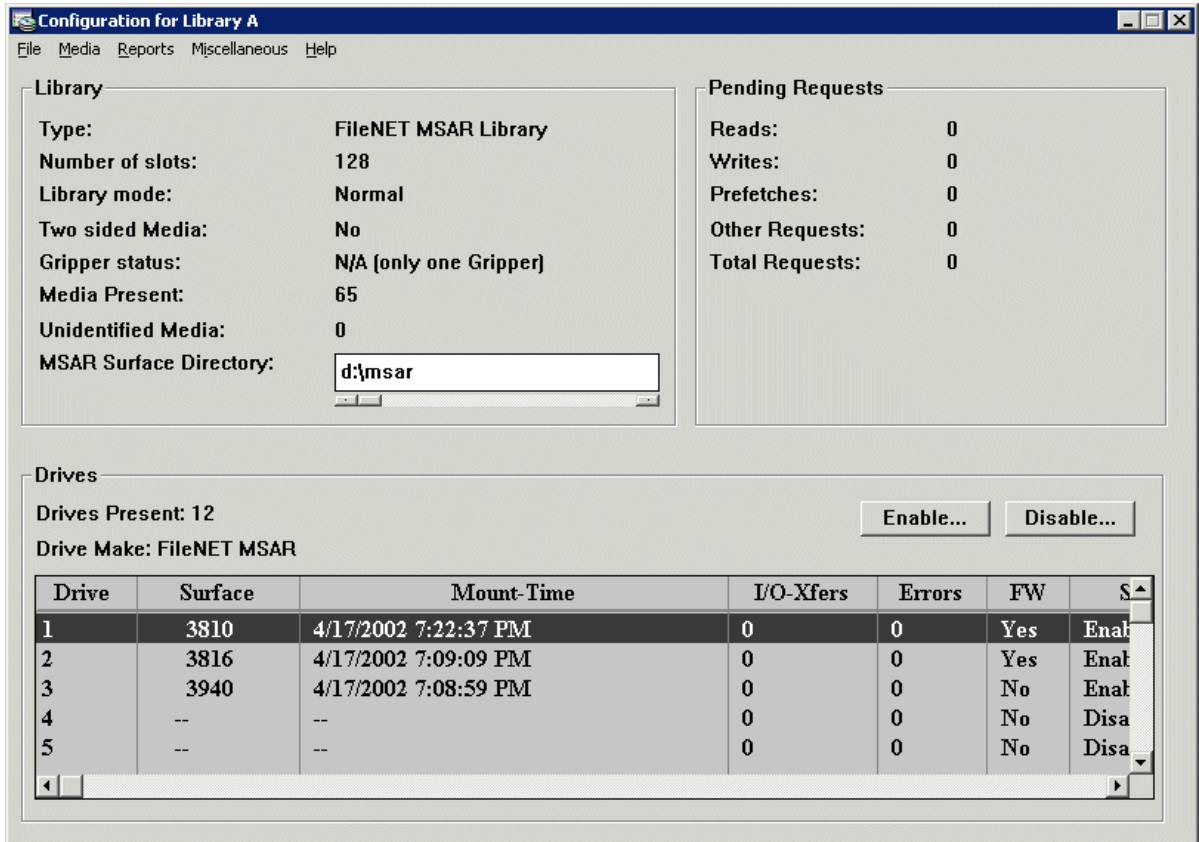 Configuration for Library A
File Media Reports Miscellaneous Help
Library
Type: FileNET MSAR Library
Number of slots: 128
Library mode: Normal
Two sided Media: No
Gripper status: N/A (only one Gripper)
Media Present: 65
Unidentified Media: 0
MSAR Surface Directory: d:\msar
Pending Requests
Reads: 0
Writes: 0
Prefetches: 0
Other Requests: 0
Total Requests: 0
Drives
Drives Present: 12
Enable... Disable...
Drive Make: FileNET MSAR
Drive Surface Mount-Time I/O-Xfers Errors FW S
1 3810 4/17/2002 7:22:37 PM 0 0 Yes Enab
2 3816 4/17/2002 7:09:09 PM 0 0 Yes Enab
3 3940 4/17/2002 7:08:59 PM 0 0 No Enab
4 -- -- 0 0 No Disa
5 -- -- 0 0 No Disa